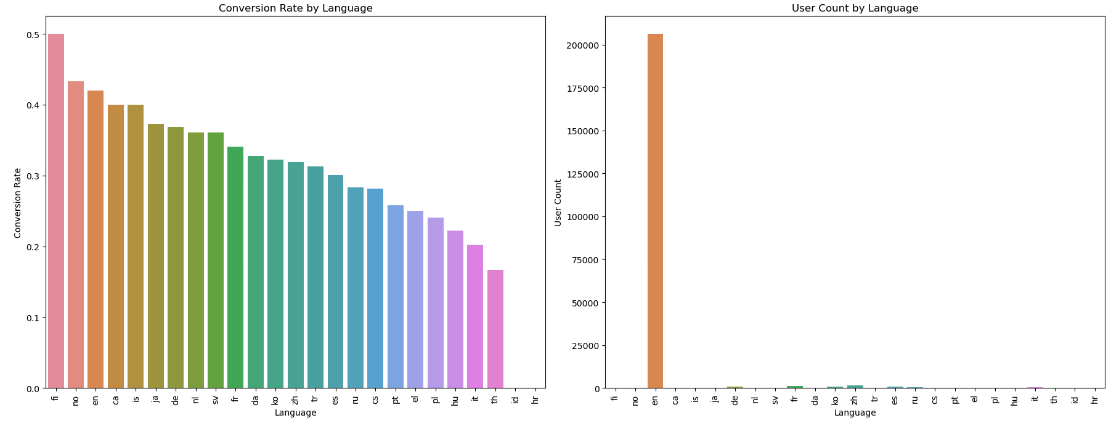 Conversion Rate by Language
0.5
0.4
0.3
0.2
0.1
0.0
Conversion Rate
fi no en ca is ja de nl sv fr da ko zh tr es ru cs pt el pl hu it th id hr
Language
User Count by Language
200000
175000
150000
125000
100000
75000
50000
25000
0
User Count
fi no en ca is ja de nl sv fr da ko zh tr es ru cs pt el pl hu it th id hr
Language